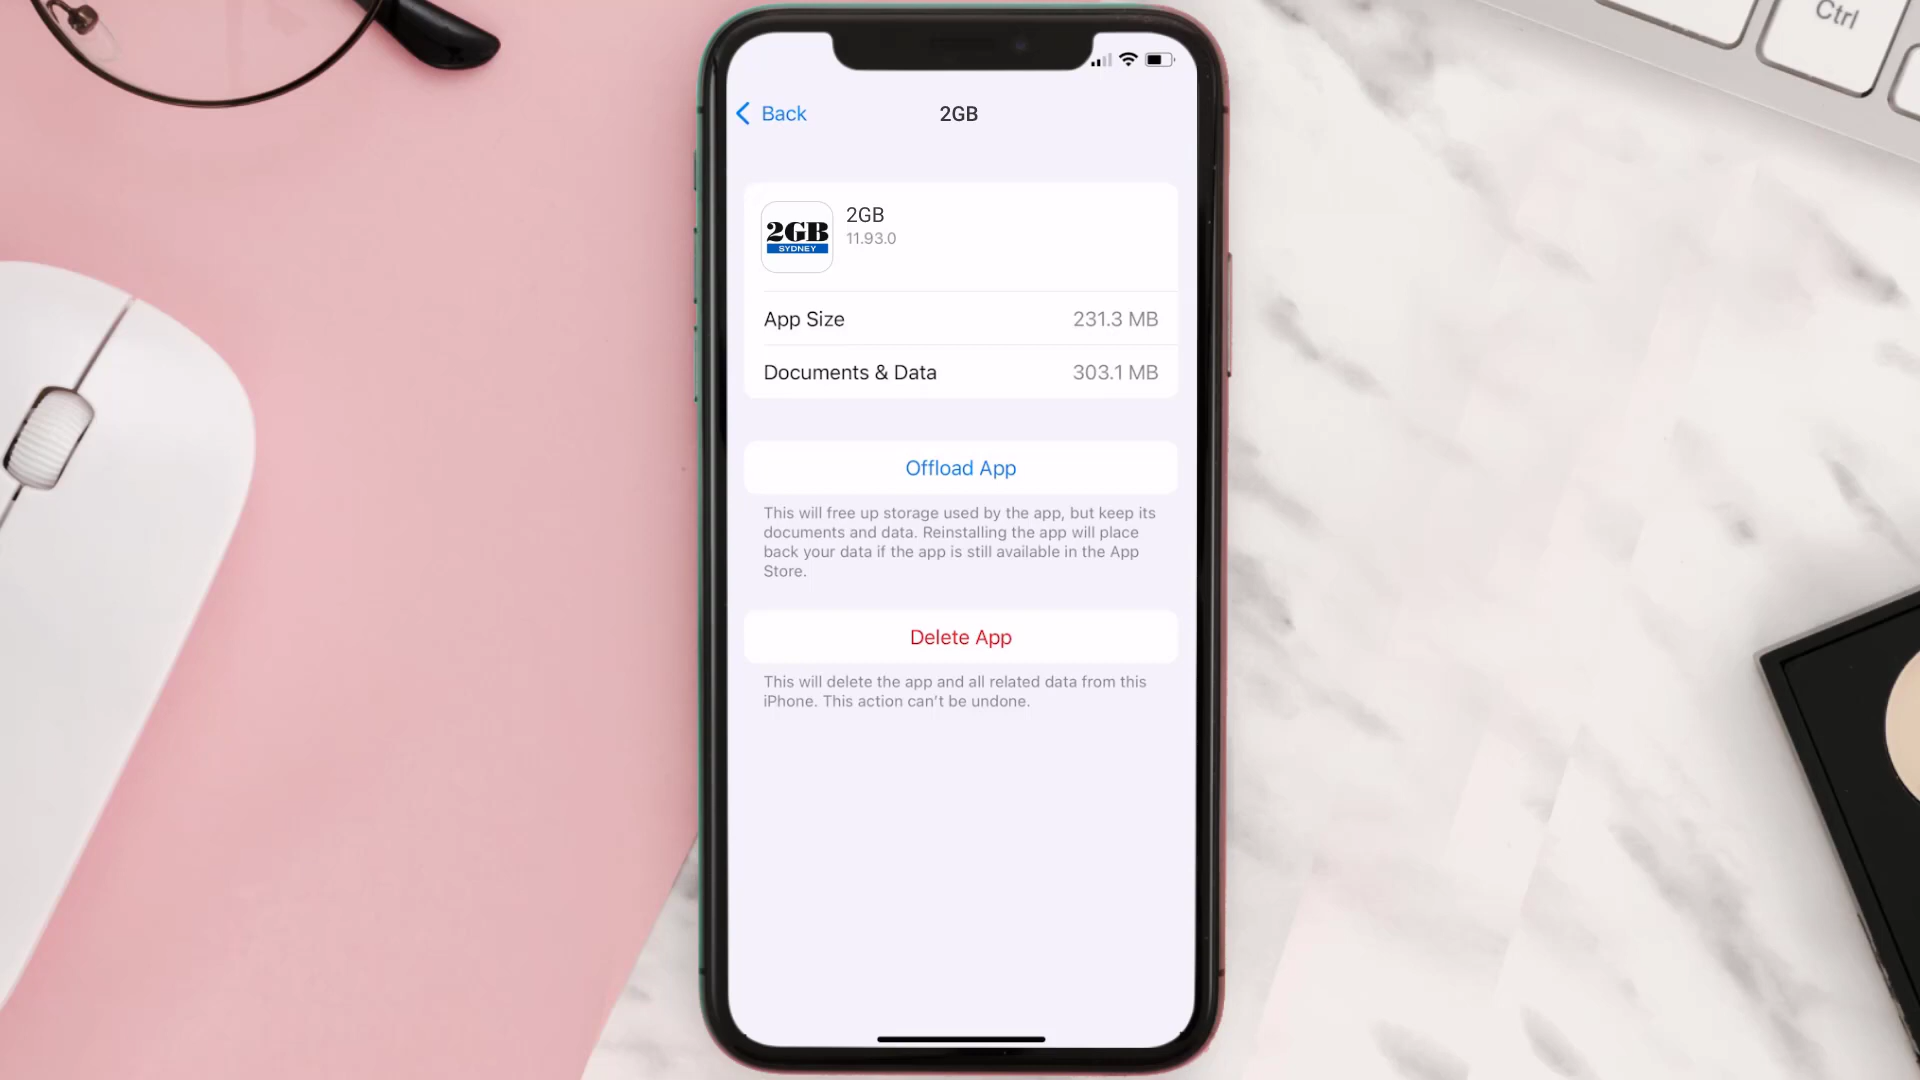 Ctrl
Back
2GB
2GB
SYDNEY
2GB
11.93.0
App Size
231.3 MB
Documents & Data
303.1 MB
Offload App
This will free up storage used by the app, but keep its
documents and data. Reinstalling the app will place
back your data if the app is still available in the App
Store.
Delete App
This will delete the app and all related data from this
iPhone. This action can't be undone.